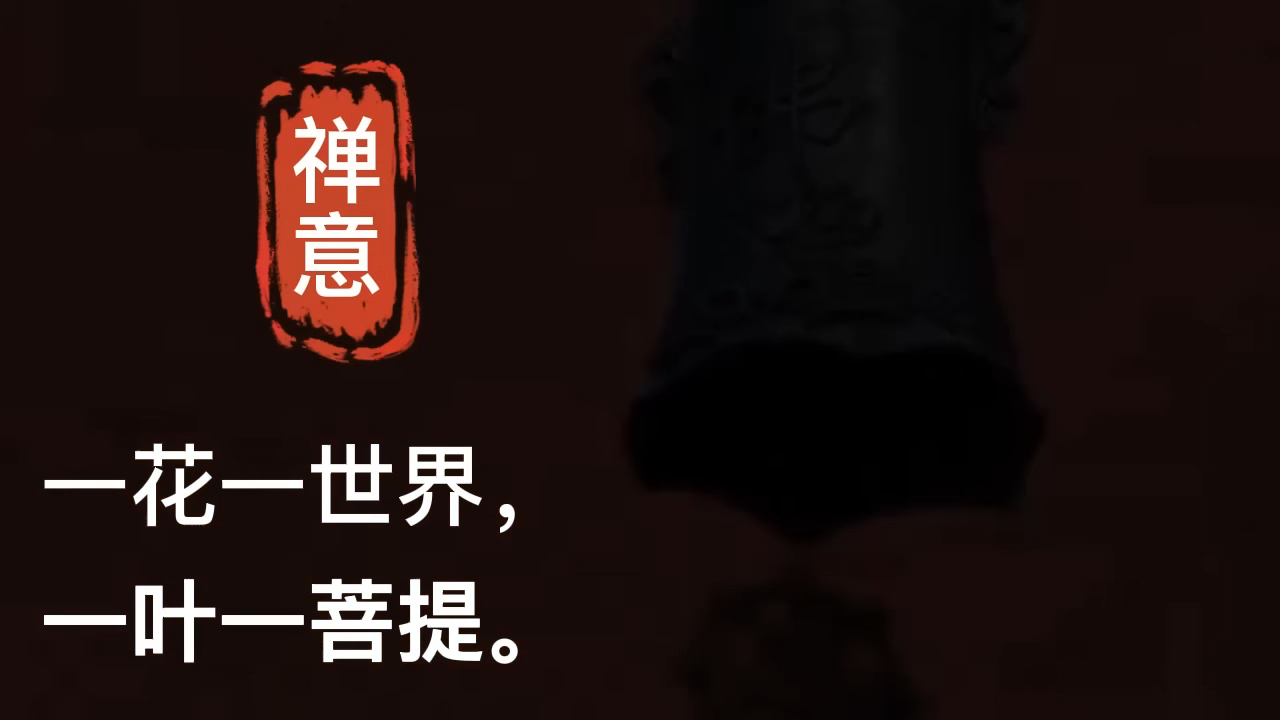 禅
意
一花一世界，
一叶一菩提。